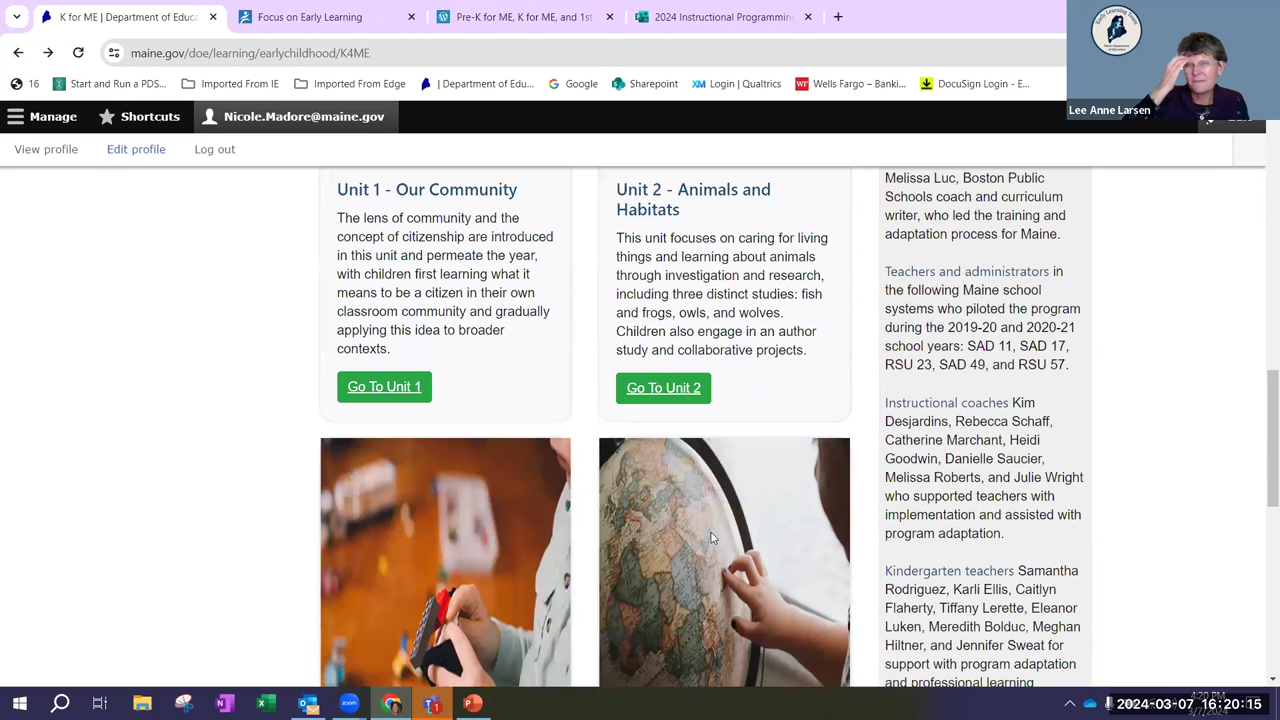 K for ME | Department of Educa
Focus on Early Learning
Pre-K for ME, K for ME, and 1st
2024 Instructional Programming
maine.gov/doe/learning/earlychildhood/K4ME
16
Start and Run a PDS...
Imported From IE
Imported From Edge
| Department of Edu...
Google
Sharepoint
Login | Qualtrics
Wells Fargo – Banki...
DocuSign Login - E...
Early Learning Team
Lee Anne Larsen
Manage
Shortcuts
Nicole.Madore@maine.gov
View profile
Edit profile
Log out
Unit 1 - Our Community
The lens of community and the
concept of citizenship are introduced
in this unit and permeate the year,
with children first learning what it
means to be a citizen in their own
classroom community and gradually
applying this idea to broader
contexts.
Go To Unit 1
Unit 2 - Animals and
Habitats
This unit focuses on caring for living
things and learning about animals
through investigation and research,
including three distinct studies: fish
and frogs, owls, and wolves.
Children also engage in an author
study and collaborative projects.
Go To Unit 2
Melissa Luc, Boston Public
Schools coach and curriculum
writer, who led the training and
adaptation process for Maine.
Teachers and administrators in
the following Maine school
systems who piloted the program
during the 2019-20 and 2020-21
school years: SAD 11, SAD 17,
RSU 23, SAD 49, and RSU 57.
Instructional coaches Kim
Desjardins, Rebecca Schaff,
Catherine Marchant, Heidi
Goodwin, Danielle Saucier,
Melissa Roberts, and Julie Wright
who supported teachers with
implementation and assisted with
program adaptation.
Kindergarten teachers Samantha
Rodriguez, Karli Ellis, Caitlyn
Flaherty, Tiffany Lerette, Eleanor
Luken, Meredith Bolduc, Meghan
Hiltner, and Jennifer Sweat for
support with program adaptation
and professional learning
4:20 PM
2024-03-07 16:20:15
3/7/2024